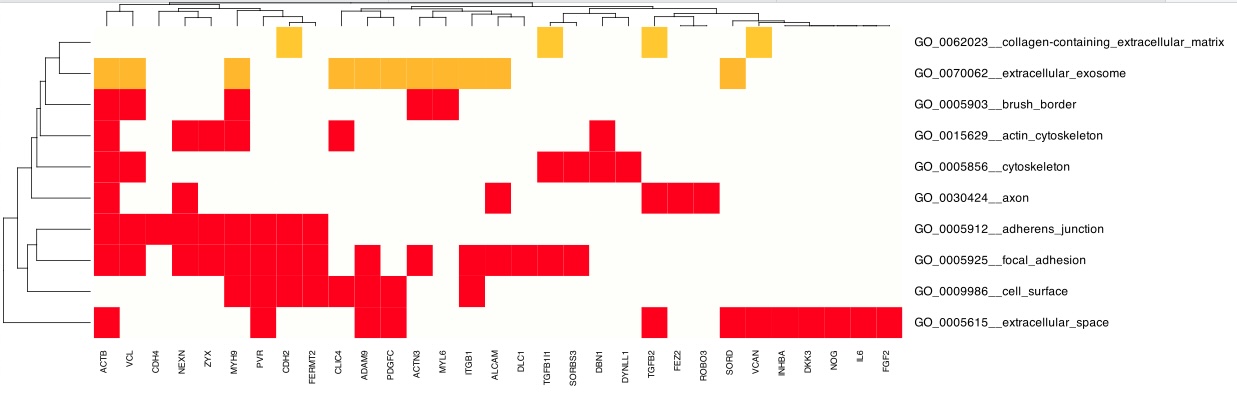 GO_0062023__collagen-containing_extracellular_matrix
GO_0070062__extracellular_exosome
GO_0005903__brush_border
GO_0015629__actin_cytoskeleton
GO_0005856__cytoskeleton
GO_0030424__axon
GO_0005912__adherens_junction
GO_0005925__focal_adhesion
GO_0009986__cell_surface
GO_0005615__extracellular_space
ACTB
VCL
CDH4
NEXN
ZYX
MYH9
PVR
CDH2
FERMT2
CLIC4
ADAM9
PDGFC
ACTN3
MYL6
ITGB1
ALCAM
DLC1
TGFB1I1
SORBS3
DBN1
DYNLL1
TGFB2
FEZ2
ROBO3
SORD
VCAN
INHBA
DKK3
NOG
IL6
FGF2